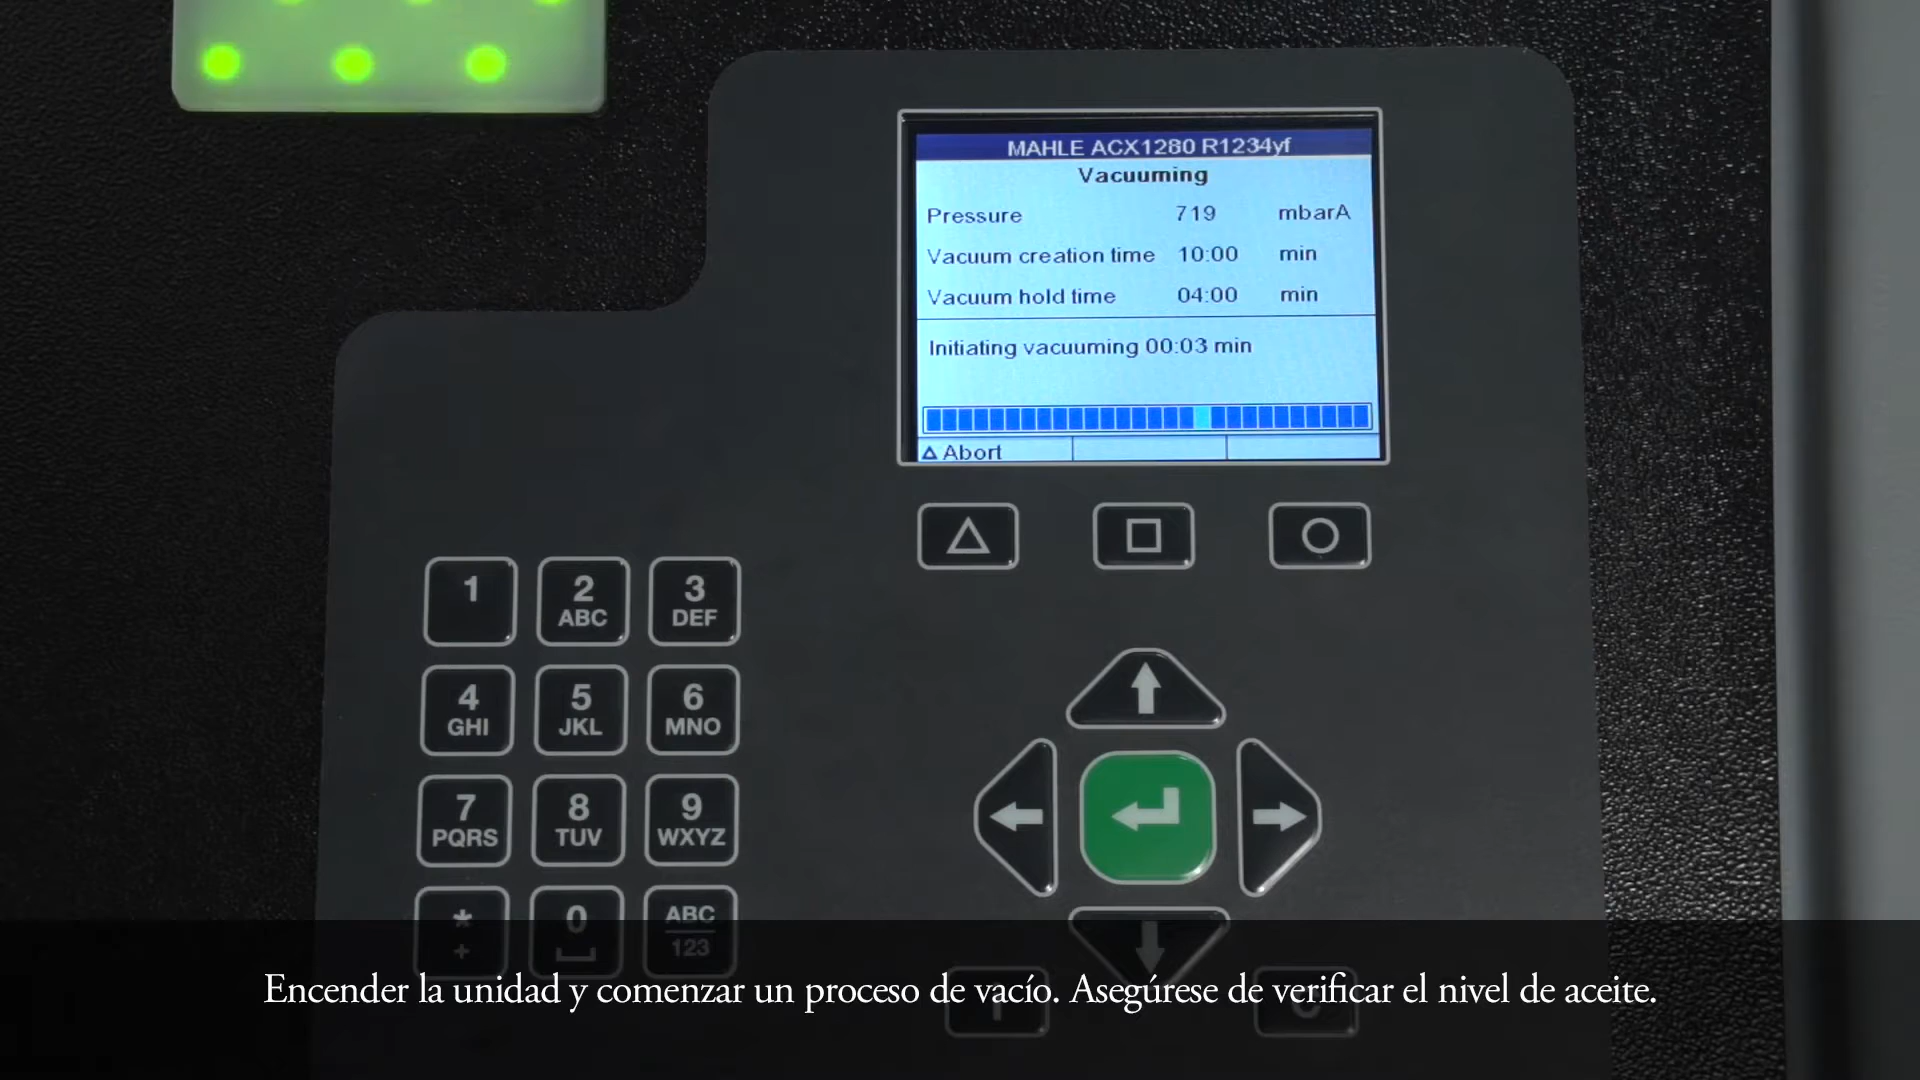 MAHLE ACX1280 R1234yf
Vacuuming
Pressure 719 mbarA
Vacuum creation time 10:00 min
Vacuum hold time 04:00 min
Initiating vacuuming 00:03 min
Abort
1
2
ABC
3
DEF
4
GHI
5
JKL
6
MNO
7
PQRS
8
TUV
9
WXYZ
*
+
0
ABC
123
Encender la unidad y comenzar un proceso de vacío. Asegúrese de verificar el nivel de aceite.